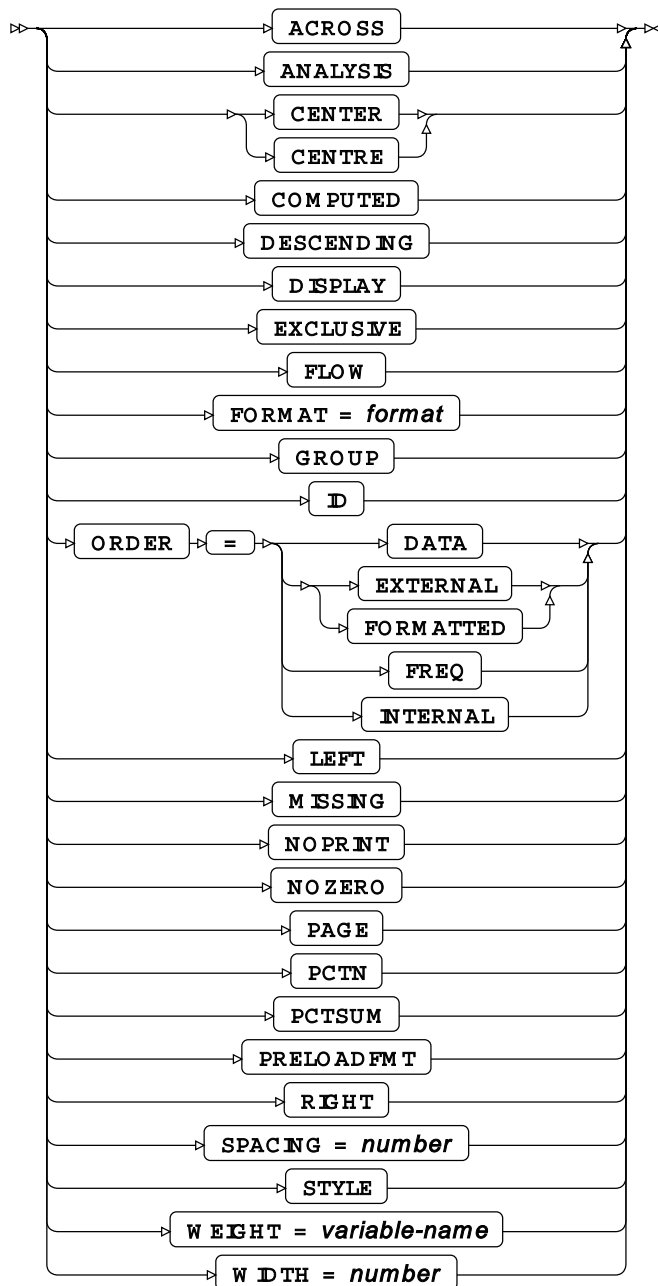 ACROSS
ANALYSIS
CENTER
CENTRE
COMPUTED
DESCENDING
DISPLAY
EXCLUSIVE
FLOW
FORMAT = format
GROUP
ID
ORDER = DATA
EXTERNAL
FORMATTED
FREQ
INTERNAL
LEFT
MISSING
NOPRINT
NOZERO
PAGE
PCTN
PCTSUM
PRELOADFMT
RIGHT
SPACING = number
STYLE
WEIGHT = variable-name
WIDTH = number